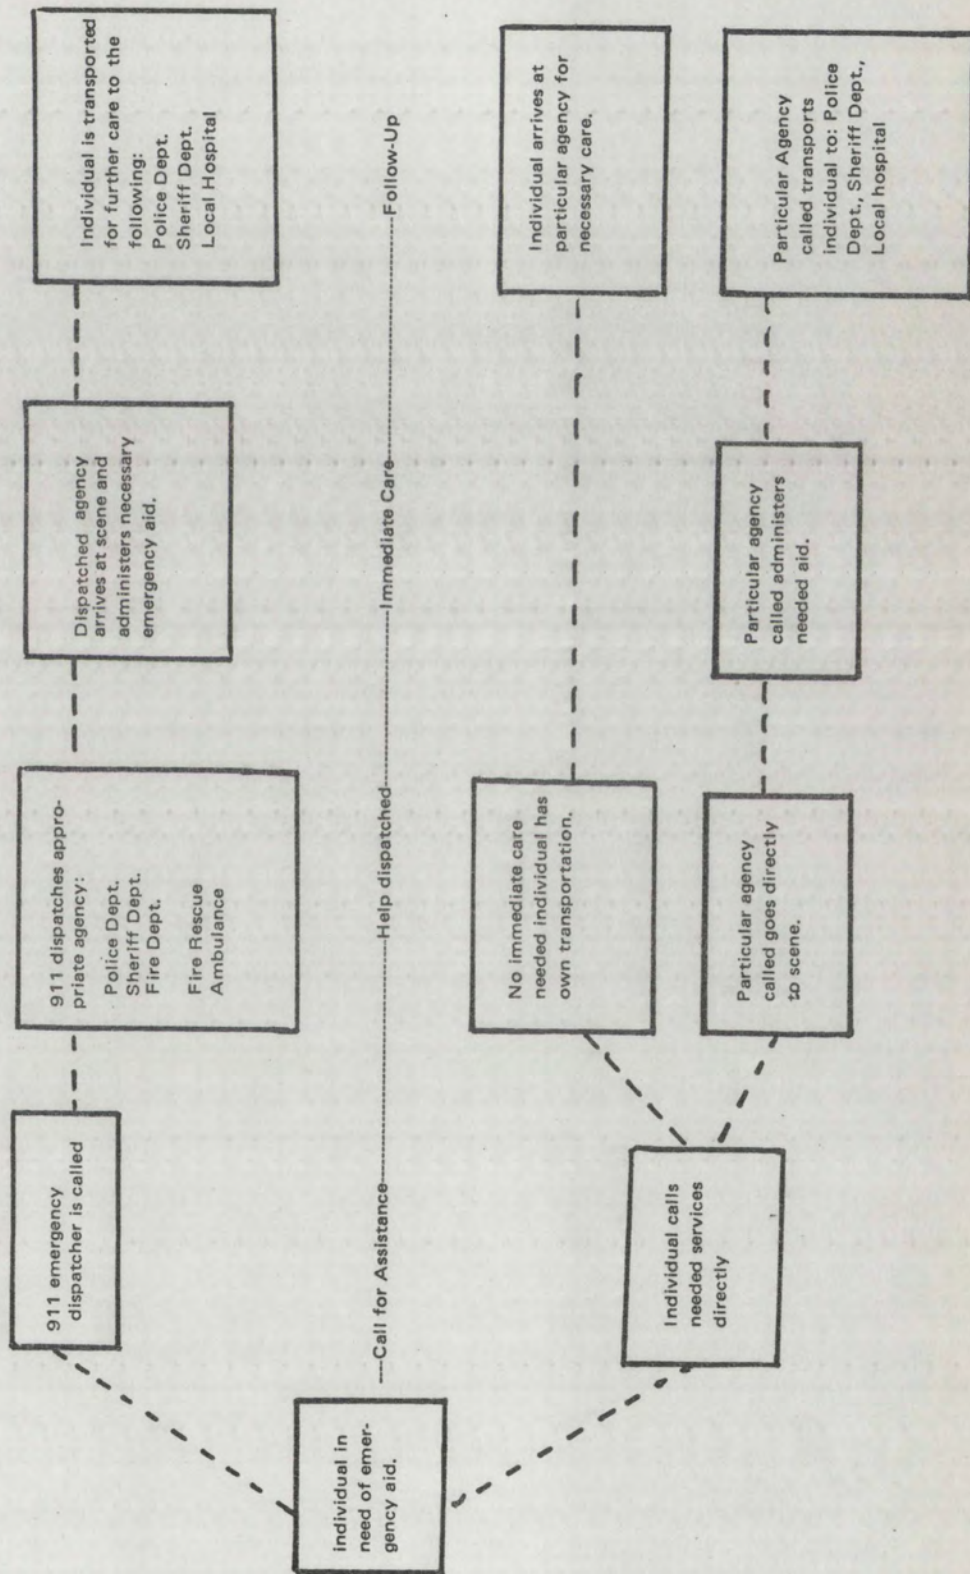 individual in
need of emer-
gency aid.
911 emergency
dispatcher is called
911 dispatches appro-
priate agency:
Police Dept.
Sheriff Dept.
Fire Dept.
Fire Rescue
Ambulance
Dispatched agency
arrives at scene and
administers necessary
emergency aid.
Individual is transported
for further care to the
following:
Police Dept.
Sheriff Dept.
Local Hospital
Call for Assistance
Help dispatched
Immediate Care
Follow-Up
Individual calls
needed services
directly
No immediate care
needed individual has
own transportation.
Individual arrives at
particular agency for
necessary care.
Particular agency
called goes directly
to scene.
Particular agency
called administers
needed aid.
Particular Agency
called transports
individual to: Police
Dept., Sheriff Dept.,
Local hospital